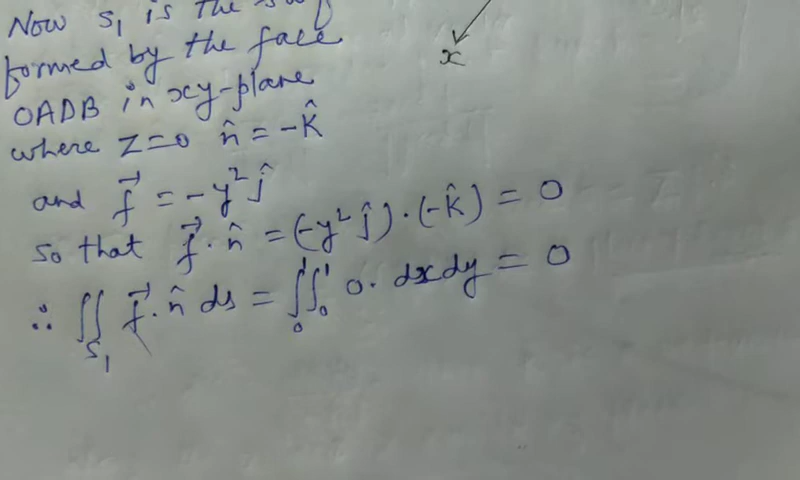 Now S₁ is the
formed by the face
x
OADB in xy-plane
where z=0 n̂ = -k̂
and f⃗ = -y² ĵ
so that f⃗ . n̂ = (-y² ĵ) . (-k̂) = 0
∴ ∬_S₁ f⃗ . n̂ ds = ∫₀¹∫₀¹ 0. dxdy = 0